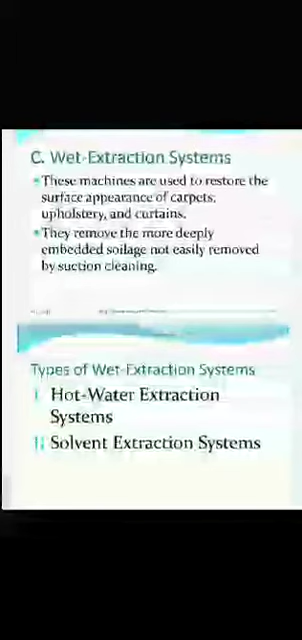 C. Wet-Extraction Systems
These machines are used to restore the
surface appearance of carpets,
upholstery, and curtains.
They remove the more deeply
embedded soilage not easily removed
by suction cleaning.
Types of Wet-Extraction Systems
I Hot-Water Extraction
Systems
II Solvent Extraction Systems